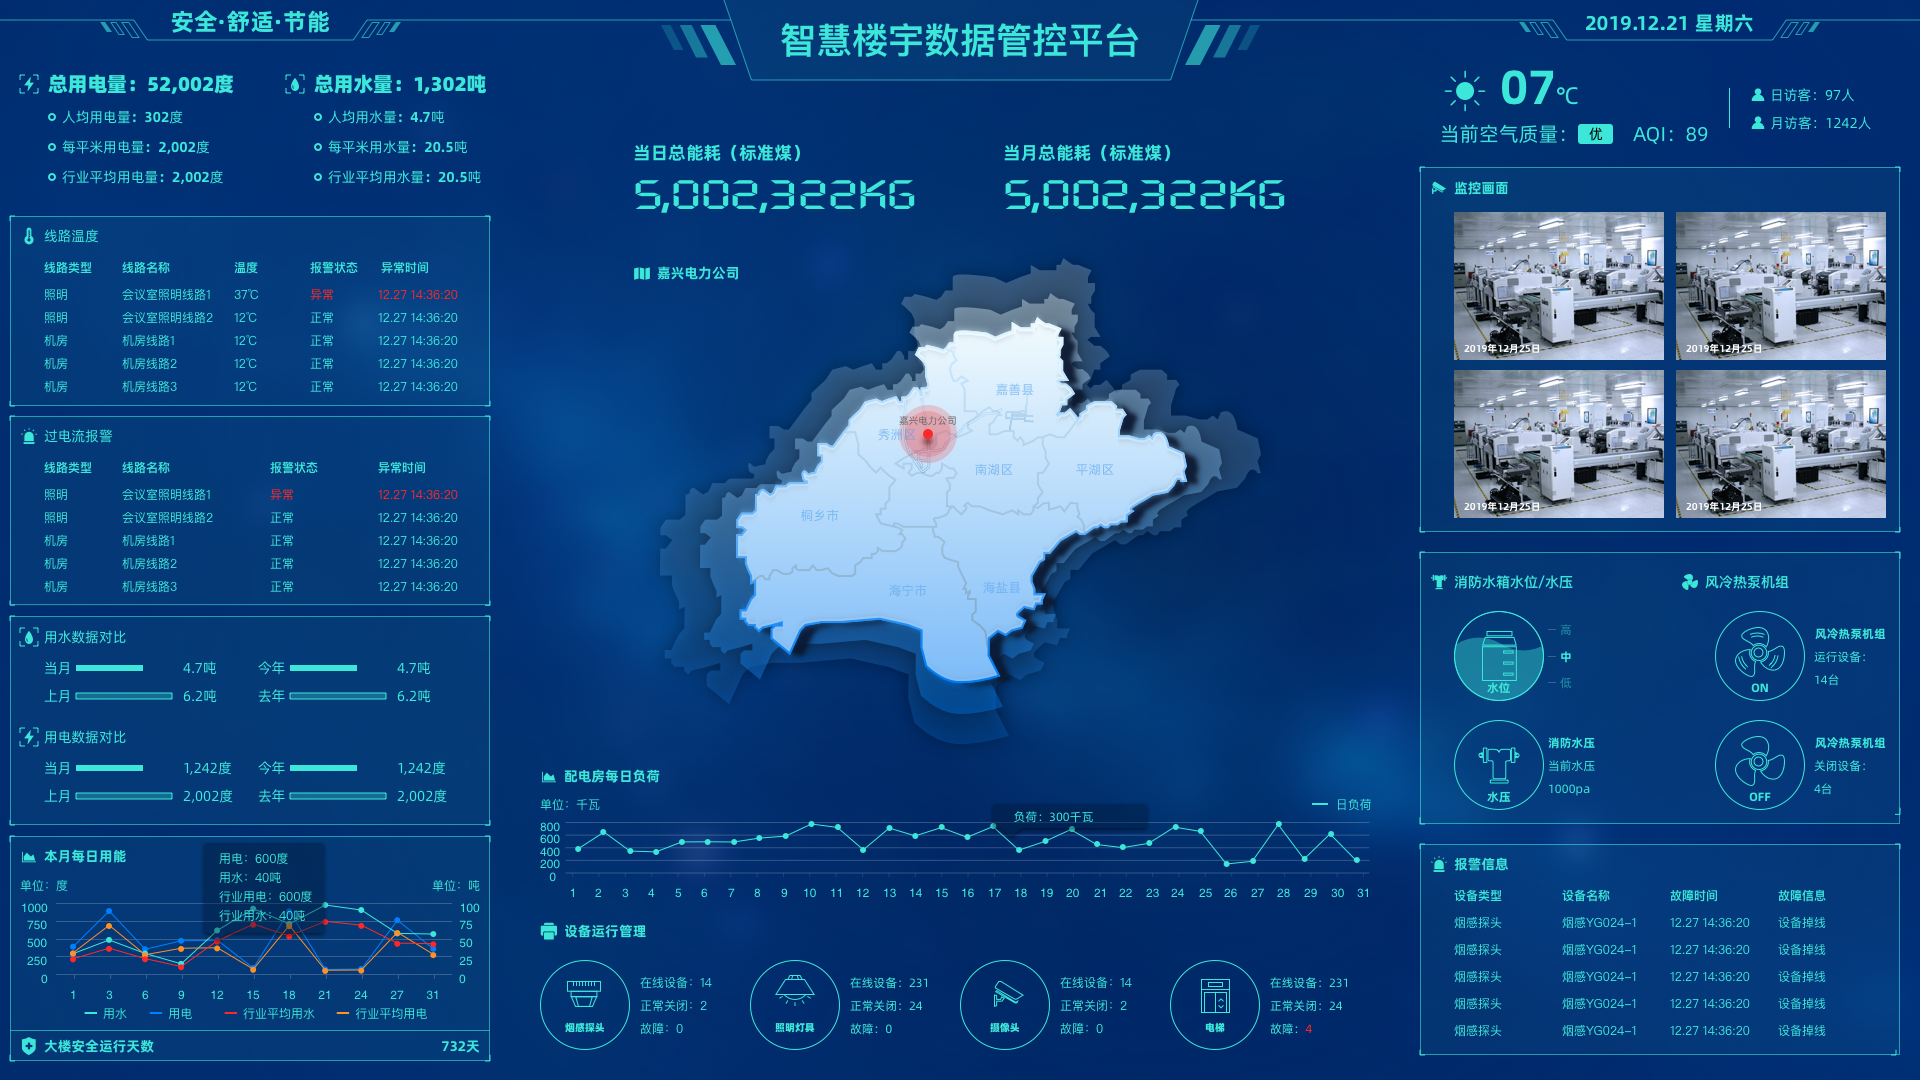 安全·舒适·节能
智慧楼宇数据管控平台
2019.12.21 星期六
总用电量：52,002度
人均用电量：302度
每平米用电量：2,002度
行业平均用电量：2,002度
总用水量：1,302吨
人均用水量：4.7吨
每平米用水量：20.5吨
行业平均用水量：20.5吨
线路温度
线路类型 线路名称 温度 报警状态 异常时间
照明 会议室照明线路1 37℃ 异常 12.27 14:36:20
照明 会议室照明线路2 12℃ 正常 12.27 14:36:20
机房 机房线路1 12℃ 正常 12.27 14:36:20
机房 机房线路2 12℃ 正常 12.27 14:36:20
机房 机房线路3 12℃ 正常 12.27 14:36:20
过电流报警
线路类型 线路名称 报警状态 异常时间
照明 会议室照明线路1 异常 12.27 14:36:20
照明 会议室照明线路2 正常 12.27 14:36:20
机房 机房线路1 正常 12.27 14:36:20
机房 机房线路2 正常 12.27 14:36:20
机房 机房线路3 正常 12.27 14:36:20
用水数据对比
当月 4.7吨 今年 4.7吨
上月 6.2吨 去年 6.2吨
用电数据对比
当月 1,242度 今年 1,242度
上月 2,002度 去年 2,002度
本月每日用能
用电：600度
用水：40吨
行业用电：600度
行业用水：40吨
单位：度 单位：吨
1000 100
750 75
500 50
250 25
0 0
1 3 6 9 12 15 18 21 24 27 31
用水 用电 行业平均用水 行业平均用电
大楼安全运行天数 732天
当日总能耗（标准煤）
5,002,322KG
当月总能耗（标准煤）
5,002,322KG
嘉兴电力公司
嘉善县
嘉兴电力公司
秀洲区
南湖区
平湖区
桐乡市
海宁市
海盐县
配电房每日负荷
单位：千瓦 日负荷
负荷：300千瓦
800
600
400
200
0
1 2 3 4 5 6 7 8 9 10 11 12 13 14 15 16 17 18 19 20 21 22 23 24 25 26 27 28 29 30 31
设备运行管理
烟感探头
在线设备：14
正常关闭：2
故障：0
照明灯具
在线设备：231
正常关闭：24
故障：0
摄像头
在线设备：14
正常关闭：2
故障：0
电梯
在线设备：231
正常关闭：24
故障：4
07℃
当前空气质量：优 AQI：89
日访客：97人
月访客：1242人
监控画面
2019年12月25日
2019年12月25日
2019年12月25日
2019年12月25日
消防水箱水位/水压
水位
高
中
低
水压
消防水压
当前水压
1000pa
风冷热泵机组
ON
风冷热泵机组
运行设备：
14台
OFF
风冷热泵机组
关闭设备：
4台
报警信息
设备类型 设备名称 故障时间 故障信息
烟感探头 烟感YG024-1 12.27 14:36:20 设备掉线
烟感探头 烟感YG024-1 12.27 14:36:20 设备掉线
烟感探头 烟感YG024-1 12.27 14:36:20 设备掉线
烟感探头 烟感YG024-1 12.27 14:36:20 设备掉线
烟感探头 烟感YG024-1 12.27 14:36:20 设备掉线